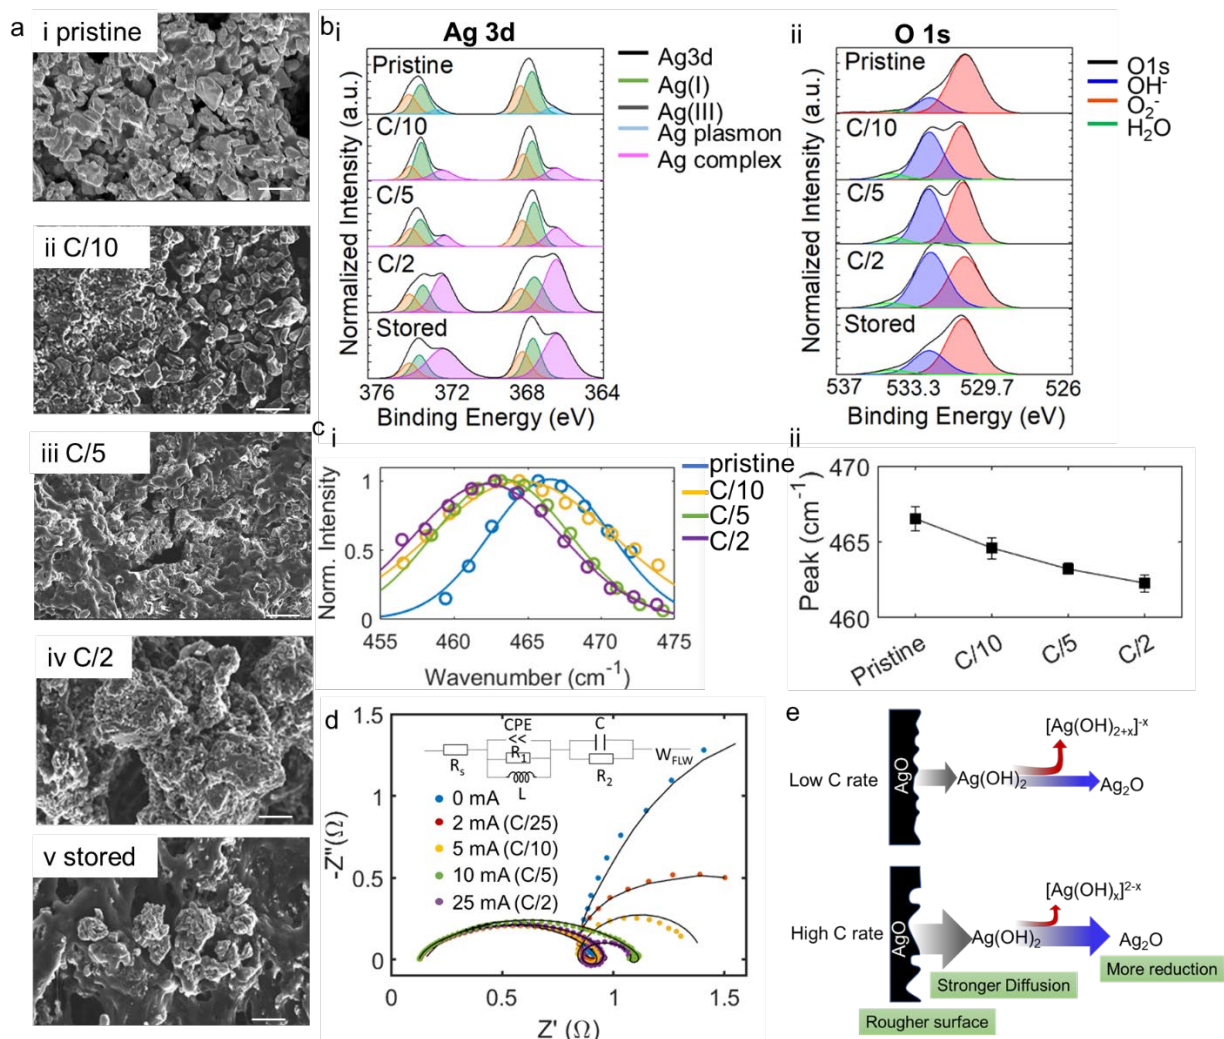 a
i pristine
ii C/10
iii C/5
iv C/2
v stored
b
i
Ag 3d
Pristine
C/10
C/5
C/2
Stored
Normalized Intensity (a.u.)
376 372 368 364
Binding Energy (eV)
Ag3d
Ag(I)
Ag(III)
Ag plasmon
Ag complex
ii
O 1s
Pristine
C/10
C/5
C/2
Stored
Normalized Intensity (a.u.)
537 533.3 529.7 526
Binding Energy (eV)
O1s
OH-
O2-
H2O
c
i
Norm. Intensity
1
0.5
0
455 460 465 470 475
Wavenumber (cm-1)
pristine
C/10
C/5
C/2
ii
Peak (cm-1)
470
465
460
Pristine
C/10
C/5
C/2
d
-Z"(Ω)
1.5
1
0.5
0
0 0.5 1 1.5
Z' (Ω)
CPE
Rs
R1
L
C
R2
WFLW
0 mA
2 mA (C/25)
5 mA (C/10)
10 mA (C/5)
25 mA (C/2)
e
Low C rate
AgO
Ag(OH)2
[Ag(OH)2+x]-x
Ag2O
High C rate
AgO
Ag(OH)2
[Ag(OH)x]2-x
Ag2O
More reduction
Stronger Diffusion
Rougher surface